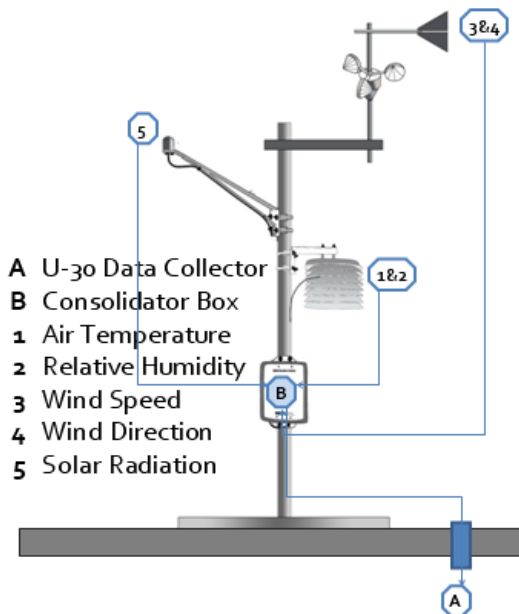 3&4
5
A U-30 Data Collector
B Consolidator Box
1 Air Temperature
2 Relative Humidity
3 Wind Speed
4 Wind Direction
5 Solar Radiation
1&2
B
A